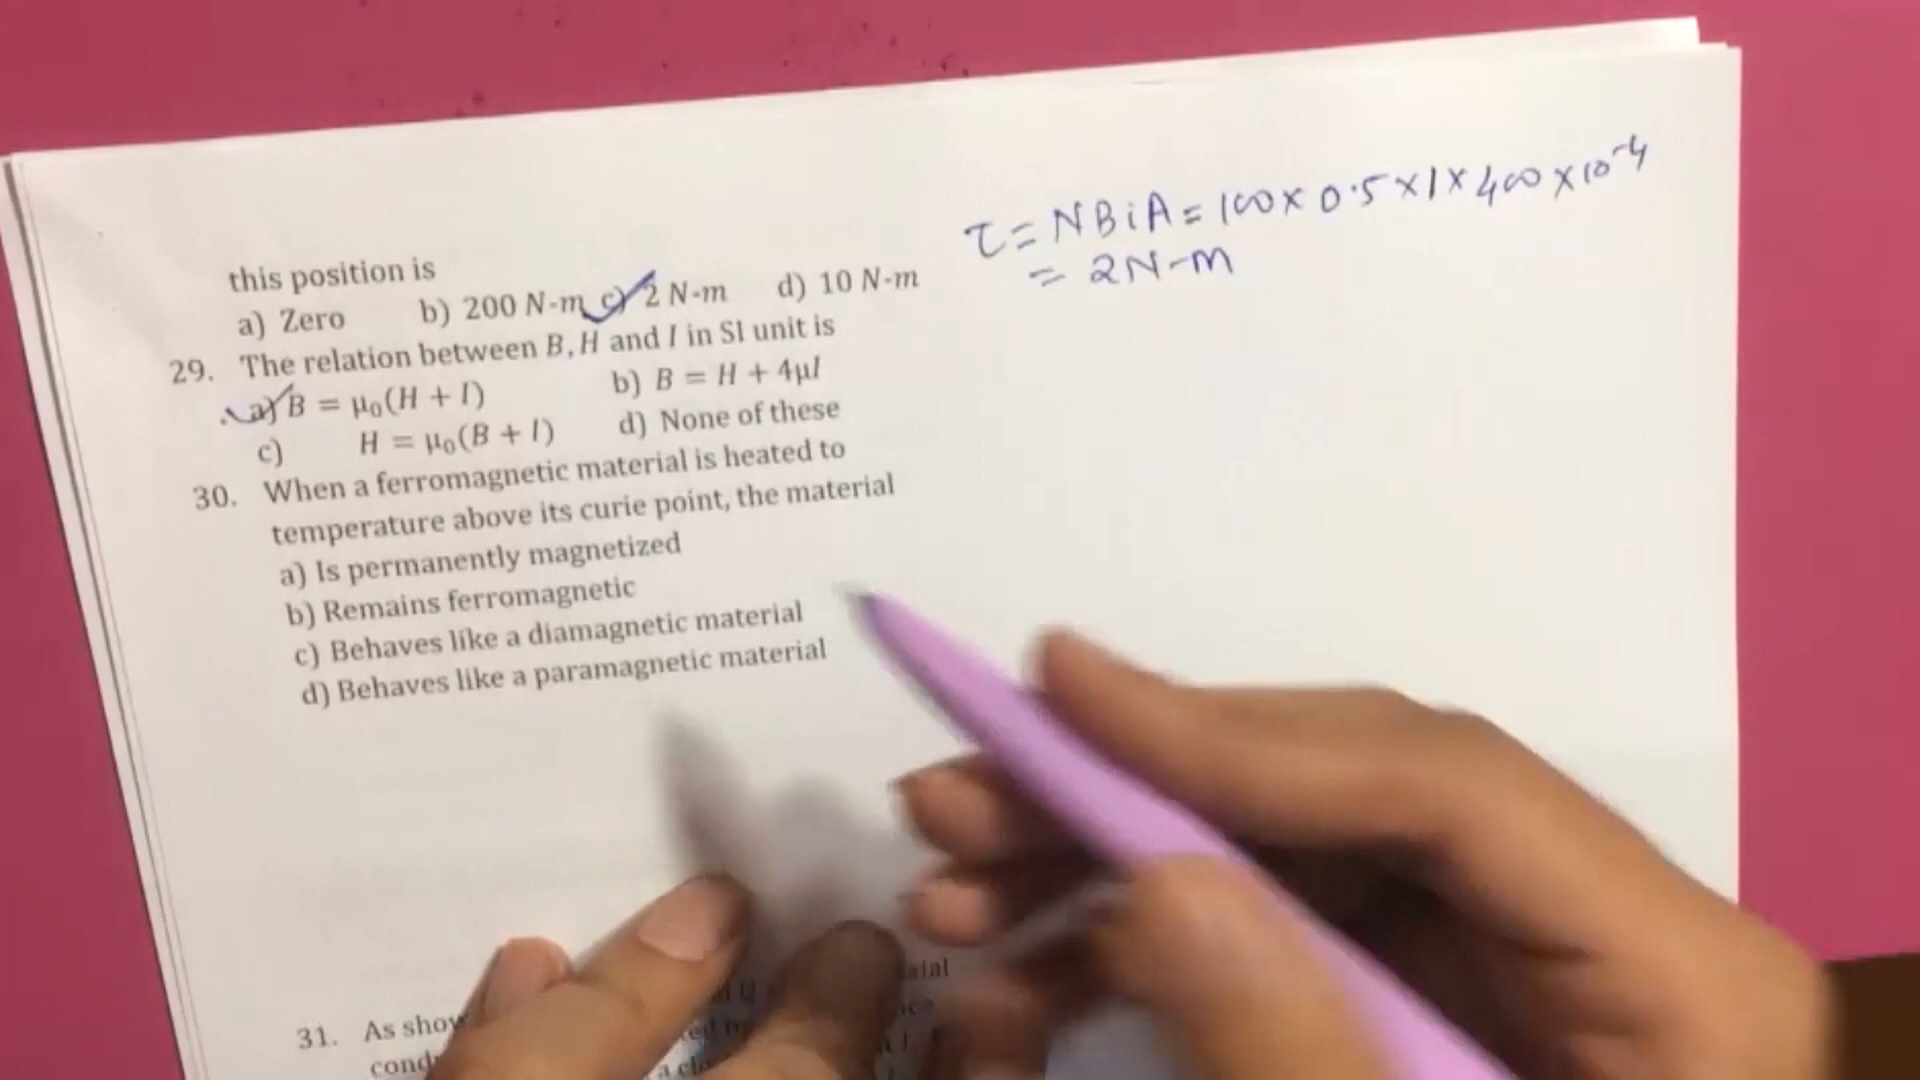 τ = NBiA = 100 × 0.5 × 1 × 400 × 10⁻⁴
= 2 N-m
this position is
a) Zero b) 200 N-m c) 2 N-m d) 10 N-m
29. The relation between B, H and I in SI unit is
a) B = μ₀(H + I) b) B = H + 4μI
c) H = μ₀(B + I) d) None of these
30. When a ferromagnetic material is heated to
temperature above its curie point, the material
a) Is permanently magnetized
b) Remains ferromagnetic
c) Behaves like a diamagnetic material
d) Behaves like a paramagnetic material
31. As